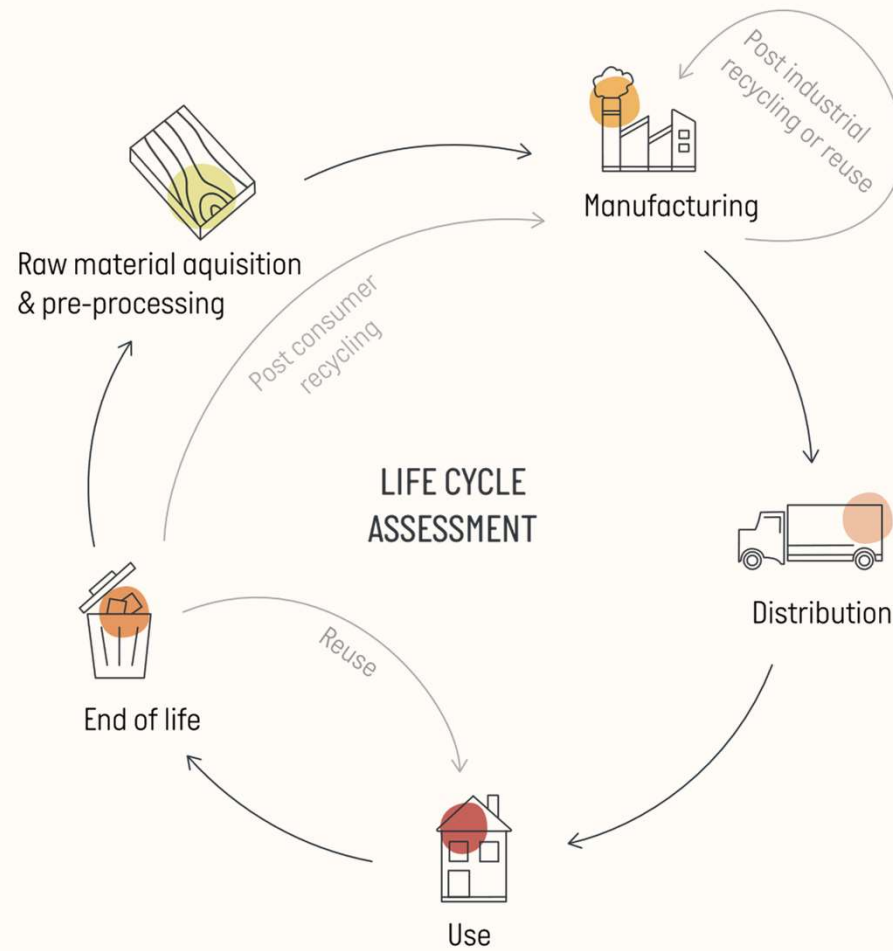 Post industrial
recycling or reuse
Manufacturing
Raw material aquisition
& pre-processing
Post consumer
recycling
LIFE CYCLE
ASSESSMENT
Distribution
Reuse
End of life
Use